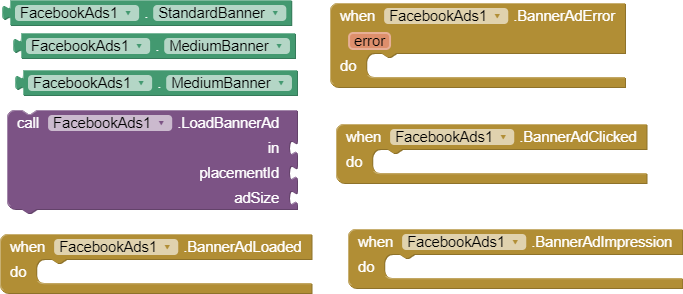 FacebookAds1 . StandardBanner
FacebookAds1 . MediumBanner
FacebookAds1 . MediumBanner
call FacebookAds1 .LoadBannerAd
in
placementId
adSize
when FacebookAds1 .BannerAdLoaded
do
when FacebookAds1 .BannerAdError
error
do
when FacebookAds1 .BannerAdClicked
do
when FacebookAds1 .BannerAdImpression
do